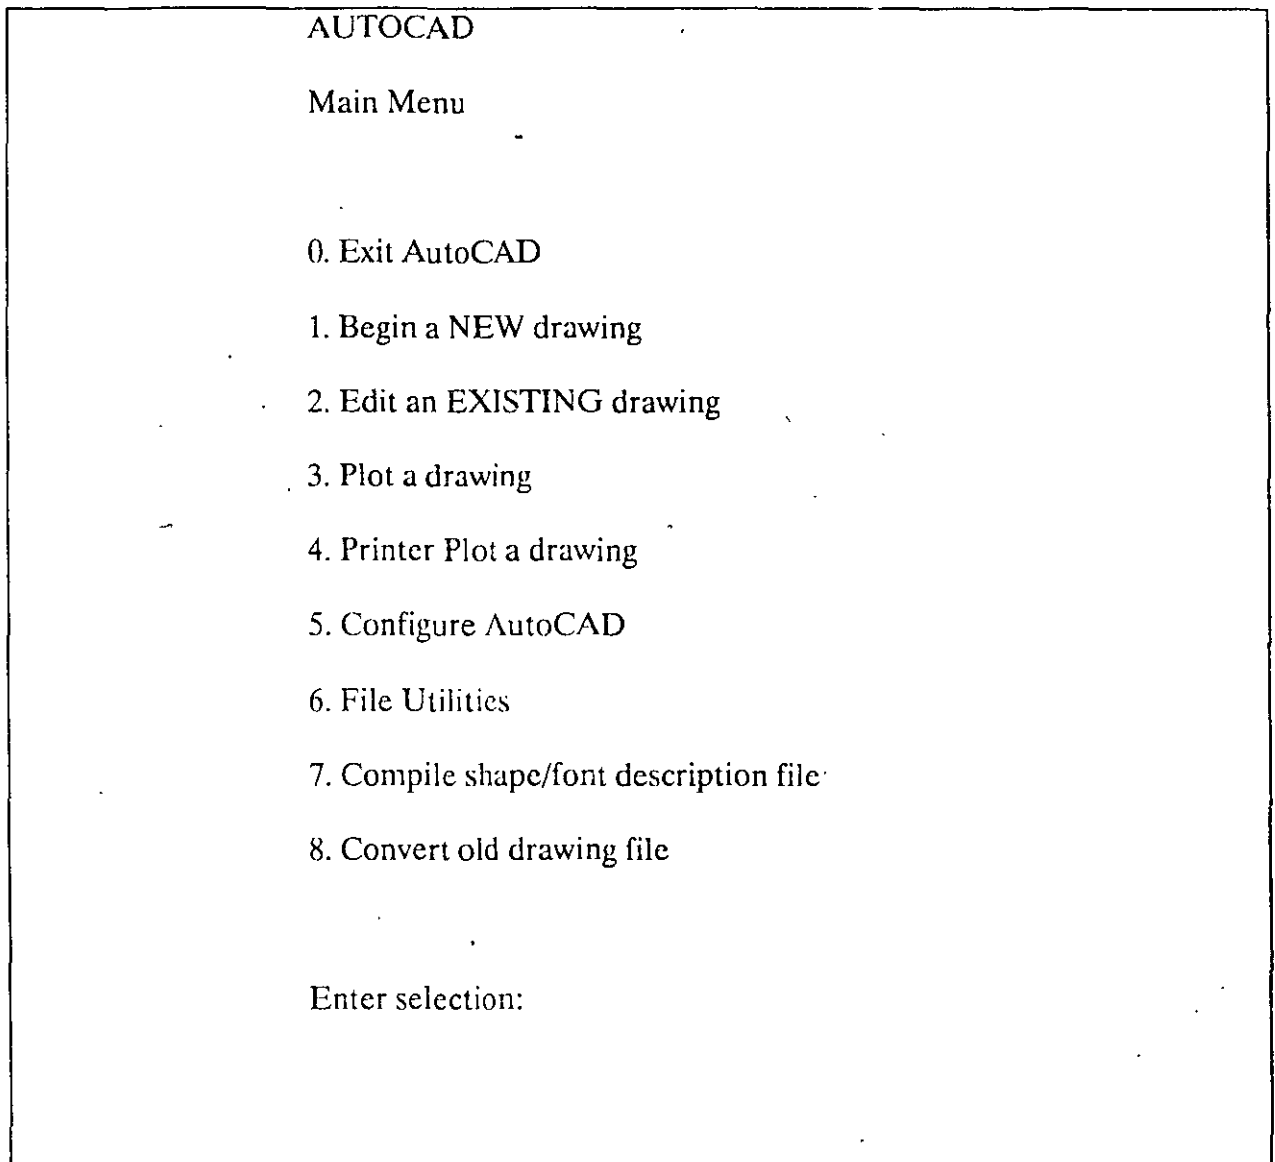 AUTOCAD
Main Menu
0. Exit AutoCAD
1. Begin a NEW drawing
2. Edit an EXISTING drawing
3. Plot a drawing
4. Printer Plot a drawing
5. Configure AutoCAD
6. File Utilities
7. Compile shape/font description file
8. Convert old drawing file
Enter selection: